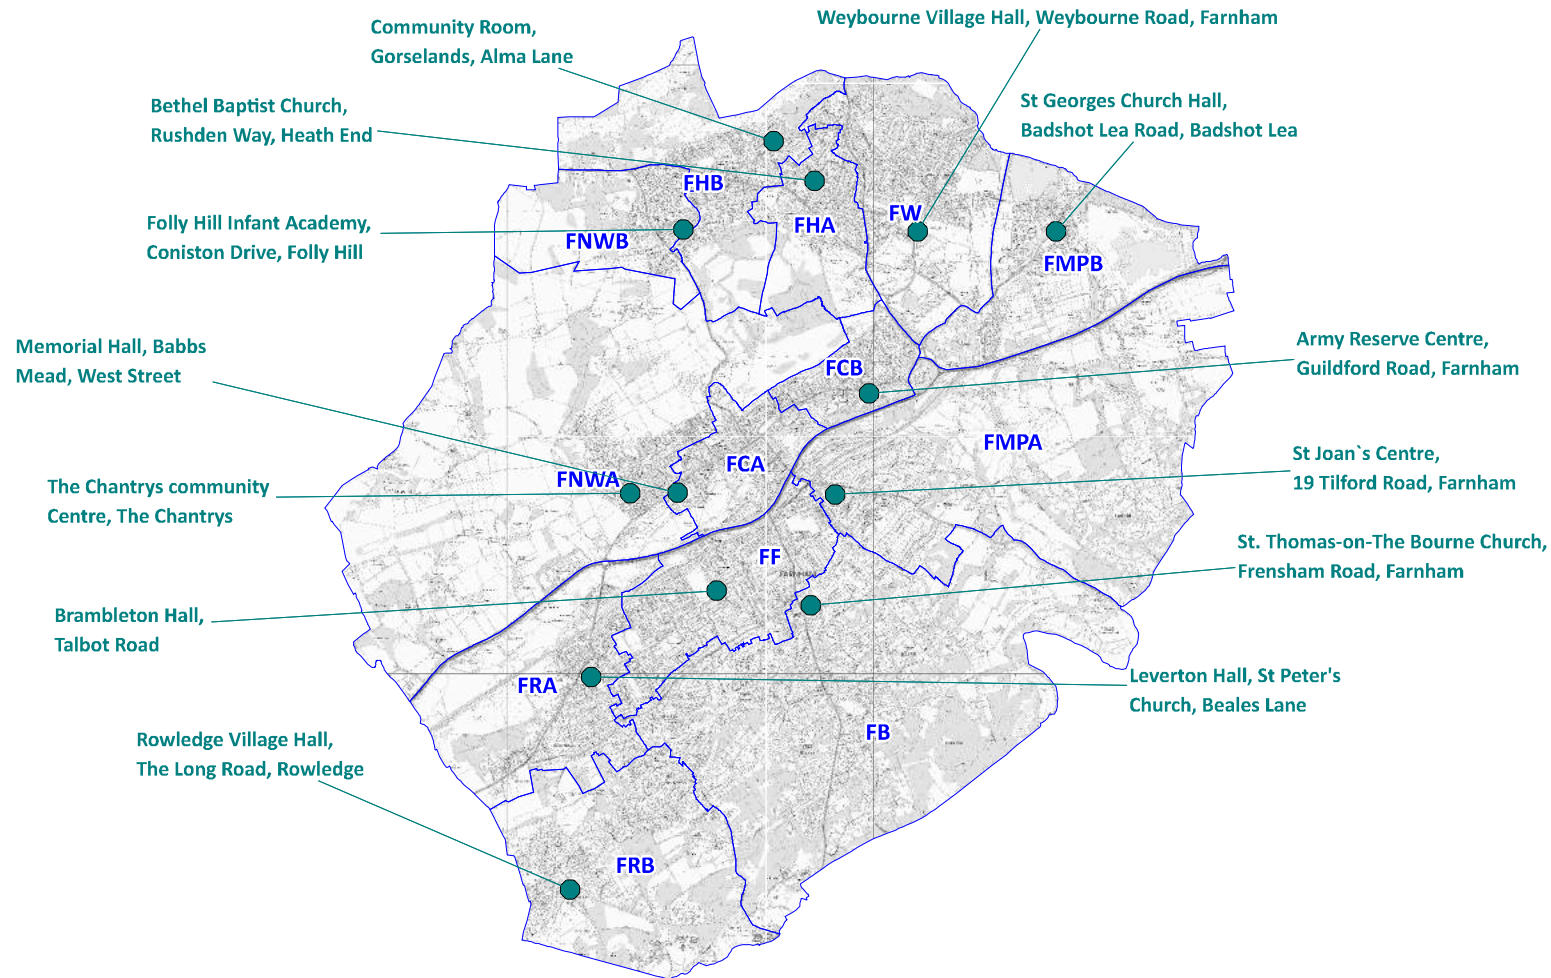 Weybourne Village Hall, Weybourne Road, Farnham
Community Room,
Gorselands, Alma Lane
Bethel Baptist Church,
Rushden Way, Heath End
St Georges Church Hall,
Badshot Lea Road, Badshot Lea
FHB
FHA
FW
FNWB
FMPB
Folly Hill Infant Academy,
Coniston Drive, Folly Hill
Memorial Hall, Babbs
Mead, West Street
Army Reserve Centre,
Guildford Road, Farnham
FCB
FMPA
FCA
FNWA
St Joan`s Centre,
19 Tilford Road, Farnham
The Chantrys community
Centre, The Chantrys
FF
St. Thomas-on-The Bourne Church,
Frensham Road, Farnham
Brambleton Hall,
Talbot Road
FRA
Leverton Hall, St Peter's
Church, Beales Lane
FB
Rowledge Village Hall,
The Long Road, Rowledge
FRB